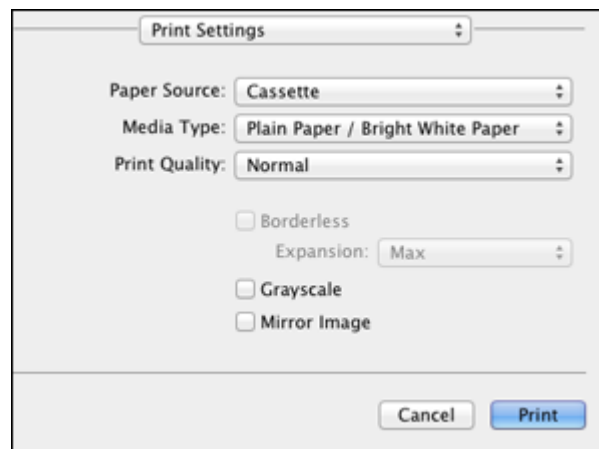 Print Settings
Paper Source: Cassette
Media Type: Plain Paper / Bright White Paper
Print Quality: Normal
Borderless
Expansion: Max
Grayscale
Mirror Image
Cancel Print